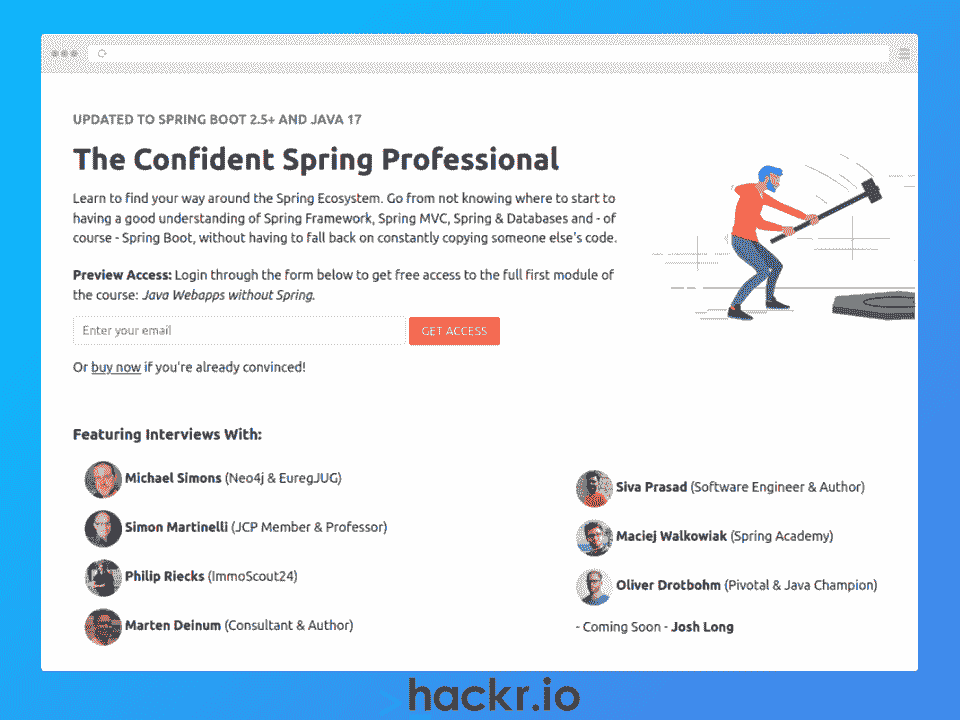 UPDATED TO SPRING BOOT 2.5+ AND JAVA 17
The Confident Spring Professional
Learn to find your way around the Spring Ecosystem. Go from not knowing where to start to
having a good understanding of Spring Framework, Spring MVC, Spring & Databases and - of
course - Spring Boot, without having to fall back on constantly copying someone else's code.
Preview Access: Login through the form below to get free access to the full first module of
the course: Java Webapps without Spring.
Enter your email
GET ACCESS
Or buy now if you're already convinced!
Featuring Interviews With:
Michael Simons (Neo4j & EuregJUG)
Simon Martinelli (JCP Member & Professor)
Philip Riecks (ImmoScout24)
Marten Deinum (Consultant & Author)
Siva Prasad (Software Engineer & Author)
Maciej Walkowiak (Spring Academy)
Oliver Drotbohm (Pivotal & Java Champion)
- Coming Soon - Josh Long
hackr.io